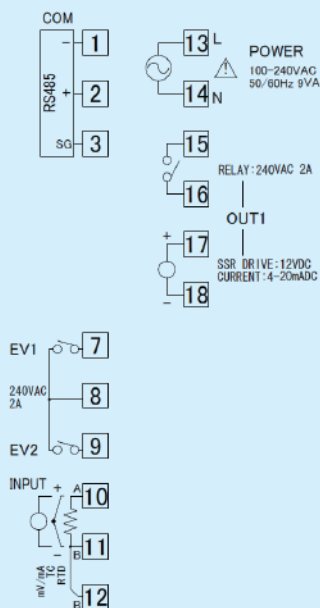 COM
RS485
- 1
+ 2
SG 3
13 L
14 N
POWER
100-240VAC
50/60Hz 9VA
15
16
RELAY:240VAC 2A
OUT1
+ 17
- 18
SSR DRIVE:12VDC
CURRENT:4-20mADC
EV1 7
240VAC
2A
8
EV2 9
INPUT
+ A 10
- B 11
B 12
mV/mA
TC
RTD